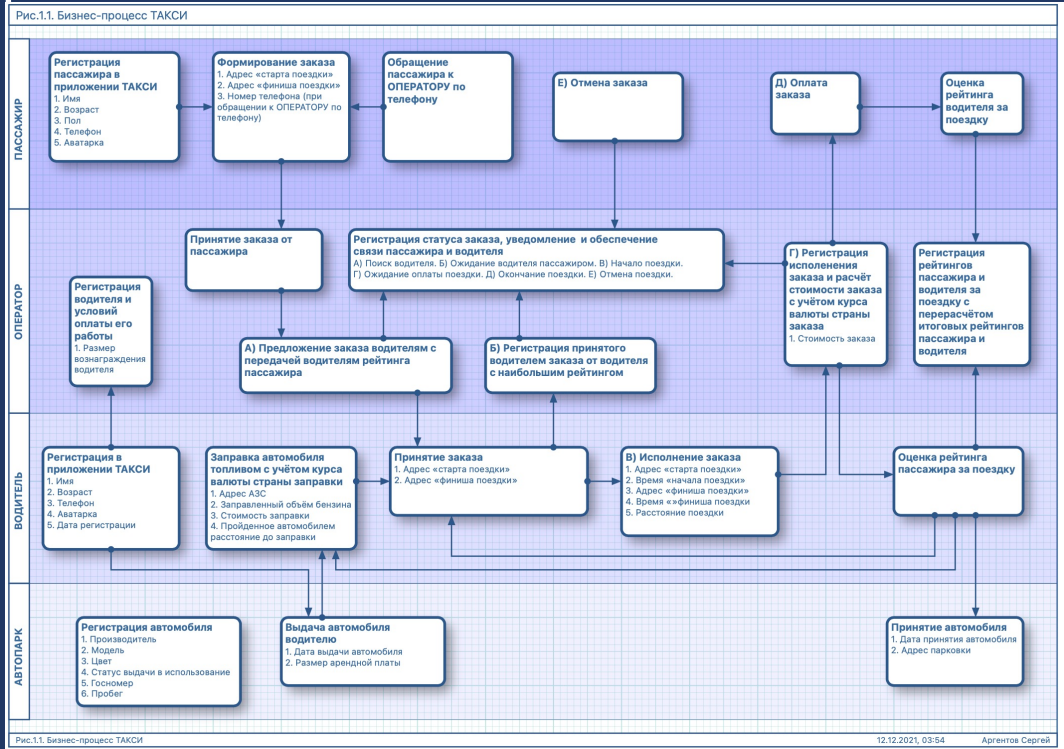 Рис.1.1. Бизнес-процесс ТАКСИ
ПАССАЖИР
Регистрация
пассажира в
приложении ТАКСИ
1. Имя
2. Возраст
3. Пол
4. Телефон
5. Аватарка
Формирование заказа
1. Адрес «старта поездки»
2. Адрес «финиша поездки»
3. Номер телефона (при
обращении к ОПЕРАТОРУ по
телефону)
Обращение
пассажира к
ОПЕРАТОРУ по
телефону
Е) Отмена заказа
Д) Оплата
заказа
Оценка
рейтинга
водителя за
поездку
ОПЕРАТОР
Регистрация
водителя и
условий
оплаты его
работы
1. Размер
вознаграждения
водителя
Принятие заказа от
пассажира
Регистрация статуса заказа, уведомление и обеспечение
связи пассажира и водителя
А) Поиск водителя. Б) Ожидание водителя пассажиром. В) Начало поездки.
Г) Ожидание оплаты поездки. Д) Окончание поездки. Е) Отмена поездки.
А) Предложение заказа водителям с
передачей водителям рейтинга
пассажира
Б) Регистрация принятого
водителем заказа от водителя
с наибольшим рейтингом
Г) Регистрация
исполенения
заказа и расчёт
стоимости заказа
с учётом курса
валюты страны
заказа
1. Стоимость заказа
Регистрация
рейтингов
пассажира и
водителя за
поездку с
перерасчётом
итоговых рейтингов
пассажира и
водителя
ВОДИТЕЛЬ
Регистрация в
приложении ТАКСИ
1. Имя
2. Возраст
3. Телефон
4. Аватарка
5. Дата регистрации
Заправка автомобиля
топливом с учётом курса
валюты страны заправки
1. Адрес АЗС
2. Заправленный объём бензина
3. Стоимость заправки
4. Пройденное автомобилем
расстояние до заправки
Принятие заказа
1. Адрес «старта поездки»
2. Адрес «финиша поездки»
В) Исполнение заказа
1. Адрес «старта поездки»
2. Время «начала поездки»
3. Адрес «финиша поездки»
4. Время «»финиша поездки»
5. Расстояние поездки
Оценка рейтинга
пассажира за поездку
АВТОПАРК
Регистрация автомобиля
1. Производитель
2. Модель
3. Цвет
4. Статус выдачи в использование
5. Госномер
6. Пробег
Выдача автомобиля
водителю
1. Дата выдачи автомобиля
2. Размер арендной платы
Принятие автомобиля
1. Дата принятия автомобиля
2. Адрес парковки
Рис.1.1. Бизнес-процесс ТАКСИ
12.12.2021, 03:54
Аргентов Сергей